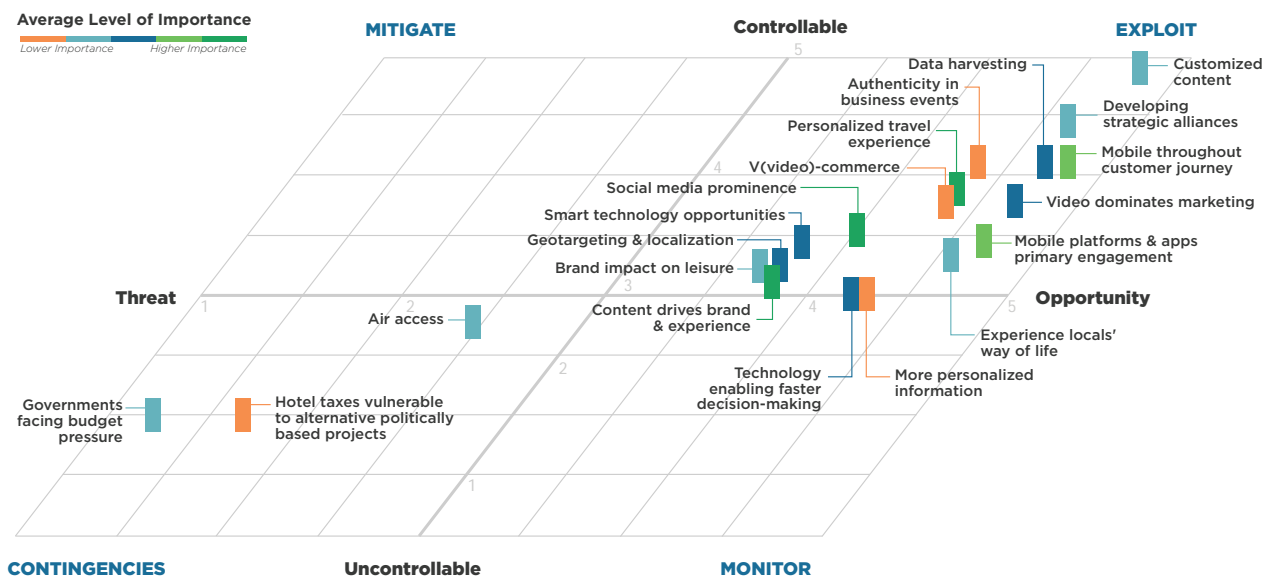 Average Level of Importance
Lower Importance
Higher Importance
MITIGATE
Controllable
EXPLOIT
5
Data harvesting
Customized
content
Authenticity in
business events
Developing
strategic alliances
Personalized travel
experience
Mobile throughout
customer journey
V(video)-commerce
4
Social media prominence
Video dominates marketing
Smart technology opportunities
Geotargeting & localization
Mobile platforms & apps
primary engagement
Brand impact on leisure
3
Threat
1
2
4
5
Opportunity
Content drives brand
& experience
Air access
Experience locals'
way of life
2
Technology
enabling faster
decision-making
More personalized
information
Governments
facing budget
pressure
Hotel taxes vulnerable
to alternative politically
based projects
1
CONTINGENCIES
Uncontrollable
MONITOR